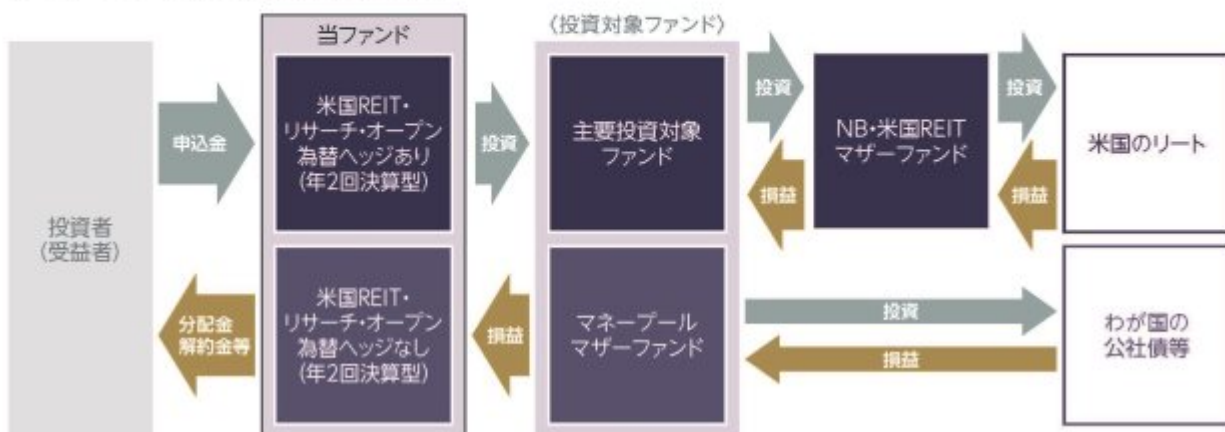 投資者
(受益者)
申込金
分配金
解約金等
当ファンド
米国REIT・
リサーチ・オープン
為替ヘッジあり
(年2回決算型)
米国REIT・
リサーチ・オープン
為替ヘッジなし
(年2回決算型)
投資
損益
〈投資対象ファンド〉
主要投資対象
ファンド
マネープール
マザーファンド
投資
損益
NB・米国REIT
マザーファンド
投資
損益
米国のリート
投資
損益
わが国の
公社債等